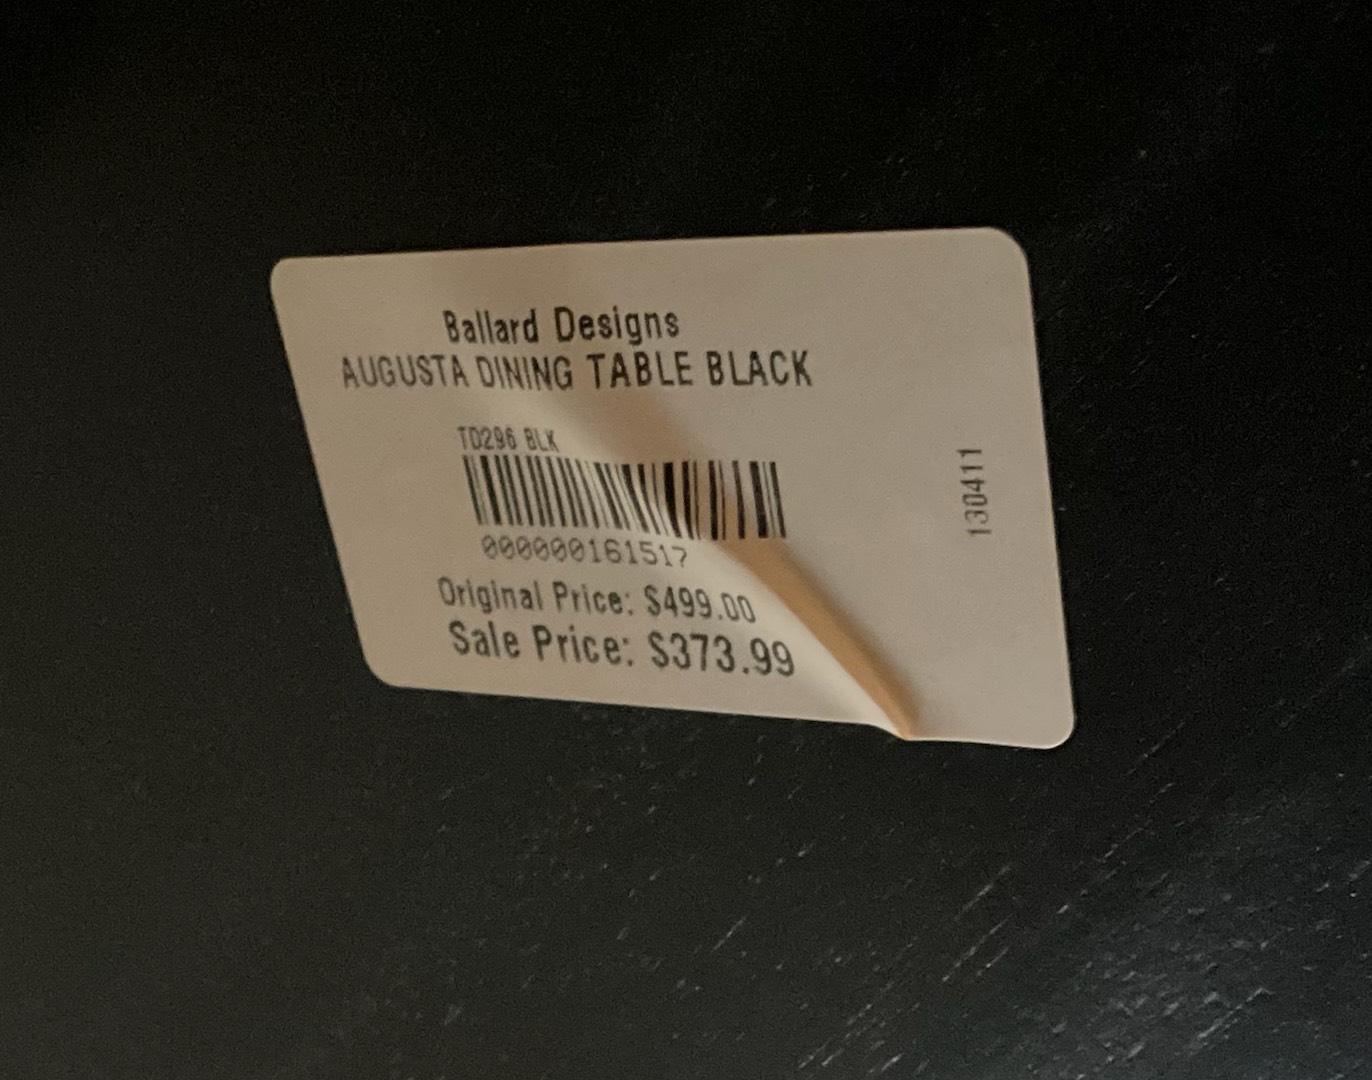 Ballard Designs
AUGUSTA DINING TABLE BLACK
TD296 BLK
000000161517
Original Price: $499.00
Sale Price: $373.99
130411